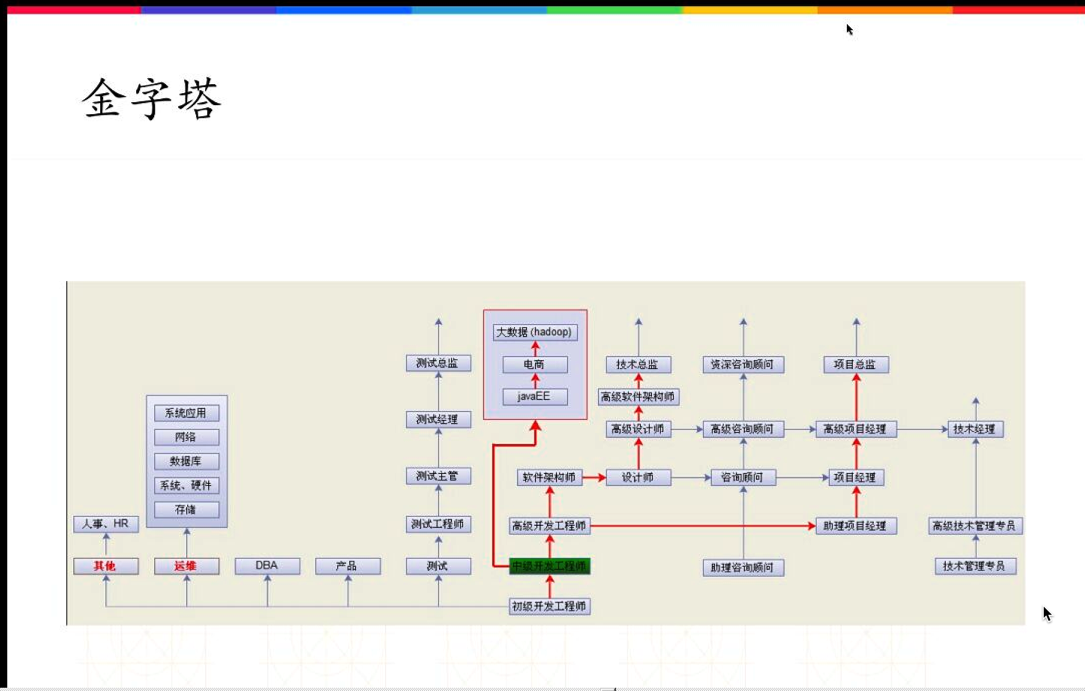 金字塔
大数据 (hadoop)
测试总监
电商
技术总监
资深咨询顾问
项目总监
javaEE
高级软件架构师
系统应用
测试经理
高级设计师
高级咨询顾问
高级项目经理
技术经理
网络
数据库
测试主管
软件架构师
设计师
咨询顾问
项目经理
系统、硬件
存储
人事、HR
测试工程师
高级开发工程师
助理项目经理
高级技术管理专员
其他
运维
DBA
产品
测试
中级开发工程师
助理咨询顾问
技术管理专员
初级开发工程师